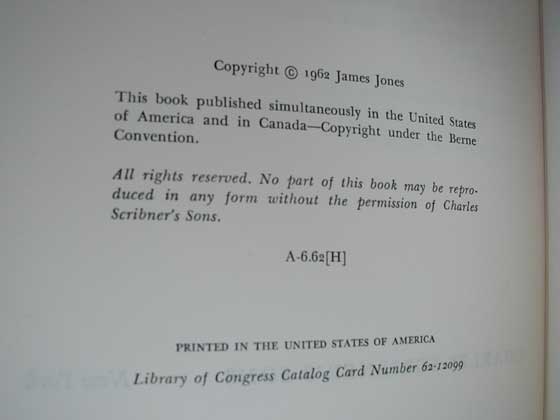 Copyright © 1962 James Jones
This book published simultaneously in the United States
of America and in Canada—Copyright under the Berne
Convention.
All rights reserved. No part of this book may be repro-
duced in any form without the permission of Charles
Scribner's Sons.
A-6.62[H]
PRINTED IN THE UNITED STATES OF AMERICA
Library of Congress Catalog Card Number 62-12099